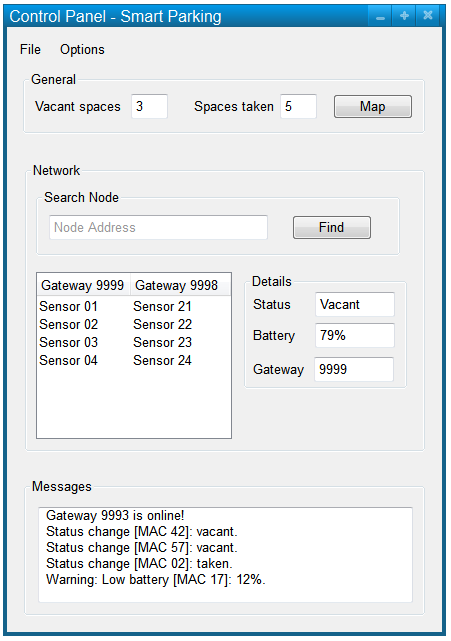 Control Panel - Smart Parking
File Options
General
Vacant spaces 3 Spaces taken 5 Map
Network
Search Node
Node Address Find
Gateway 9999 Gateway 9998
Sensor 01 Sensor 21
Sensor 02 Sensor 22
Sensor 03 Sensor 23
Sensor 04 Sensor 24
Details
Status Vacant
Battery 79%
Gateway 9999
Messages
Gateway 9993 is online!
Status change [MAC 42]: vacant.
Status change [MAC 57]: vacant.
Status change [MAC 02]: taken.
Warning: Low battery [MAC 17]: 12%.